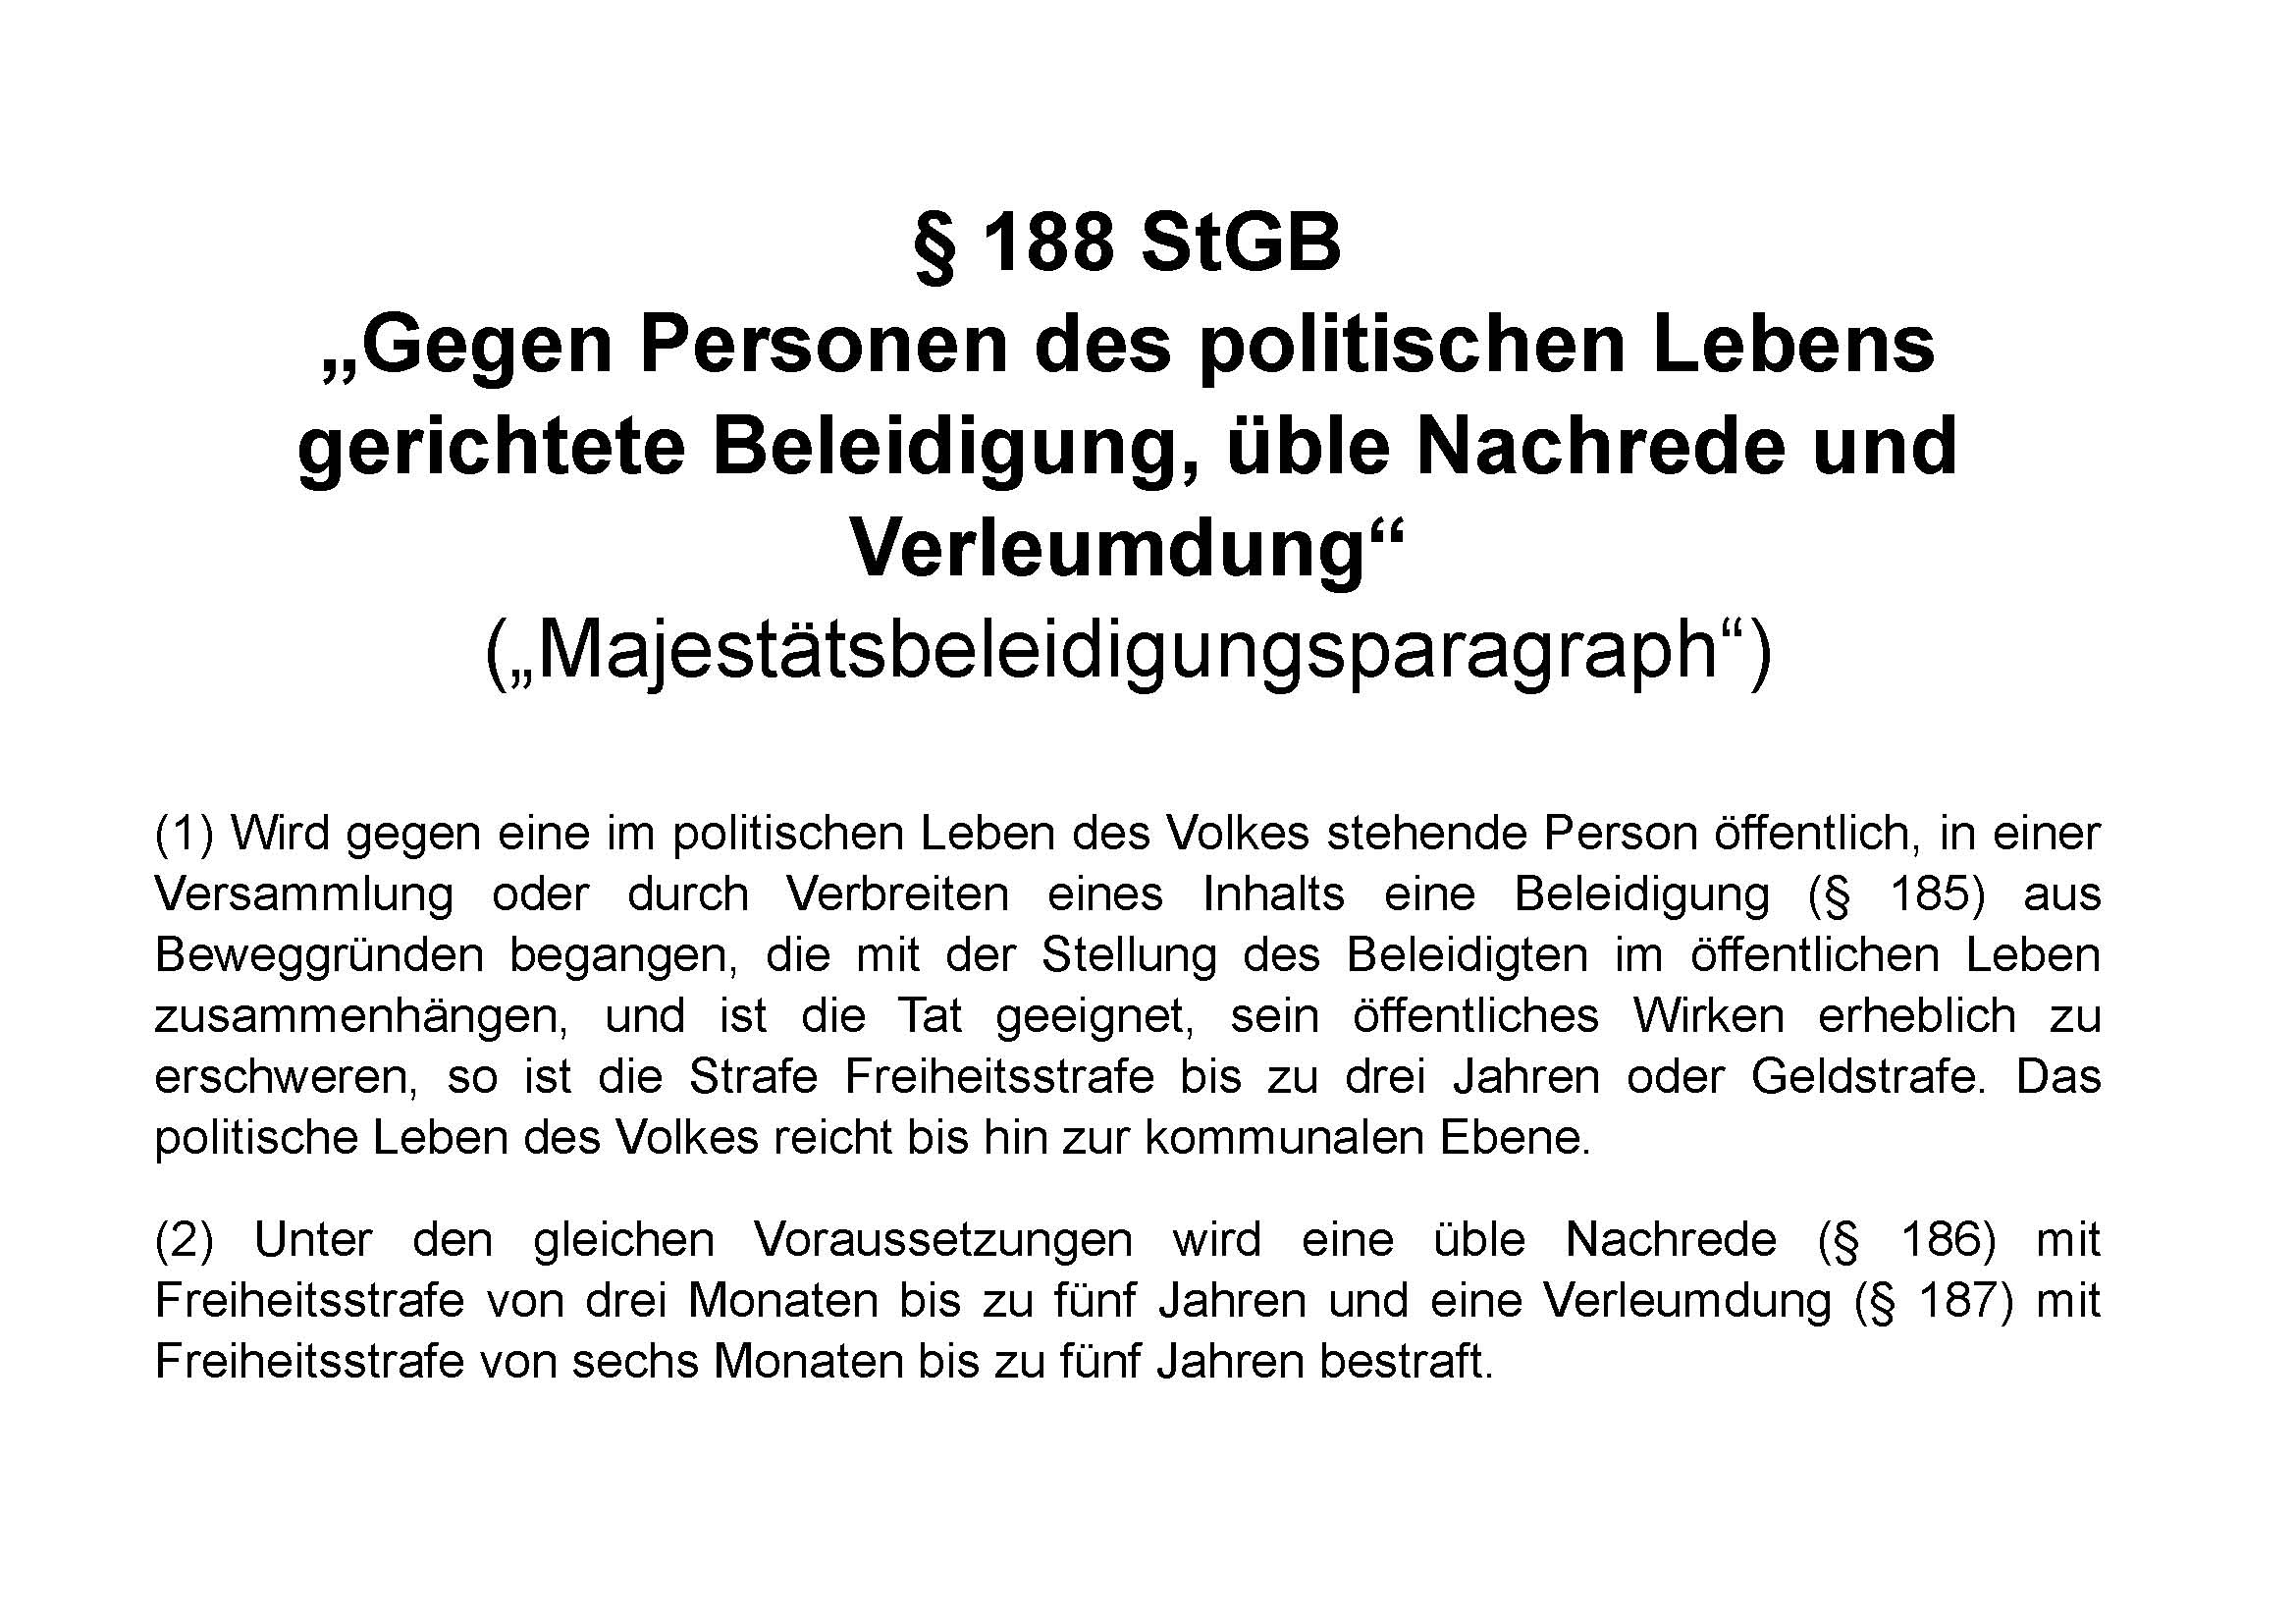 § 188 StGB
„Gegen Personen des politischen Lebens
gerichtete Beleidigung, üble Nachrede und
Verleumdung“
(„Majestätsbeleidigungsparagraph“)
(1) Wird gegen eine im politischen Leben des Volkes stehende Person öffentlich, in einer
Versammlung oder durch Verbreiten eines Inhalts eine Beleidigung (§ 185) aus
Beweggründen begangen, die mit der Stellung des Beleidigten im öffentlichen Leben
zusammenhängen, und ist die Tat geeignet, sein öffentliches Wirken erheblich zu
erschweren, so ist die Strafe Freiheitsstrafe bis zu drei Jahren oder Geldstrafe. Das
politische Leben des Volkes reicht bis hin zur kommunalen Ebene.
(2) Unter den gleichen Voraussetzungen wird eine üble Nachrede (§ 186) mit
Freiheitsstrafe von drei Monaten bis zu fünf Jahren und eine Verleumdung (§ 187) mit
Freiheitsstrafe von sechs Monaten bis zu fünf Jahren bestraft.